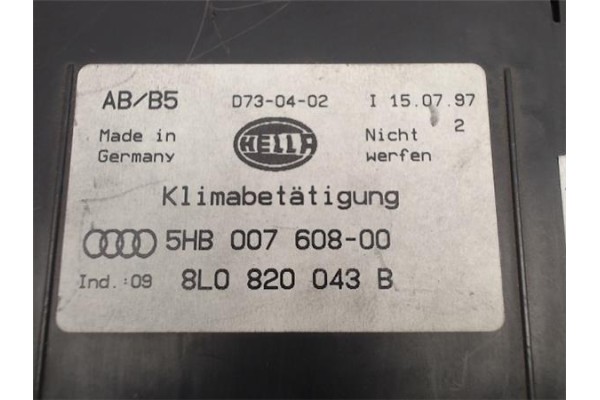 AB/B5 D73-04-02 I 15.07.97
Made in Germany HELLA Nicht werfen 2
Klimabetätigung
5HB 007 608-00
Ind.:09 8L0 820 043 B